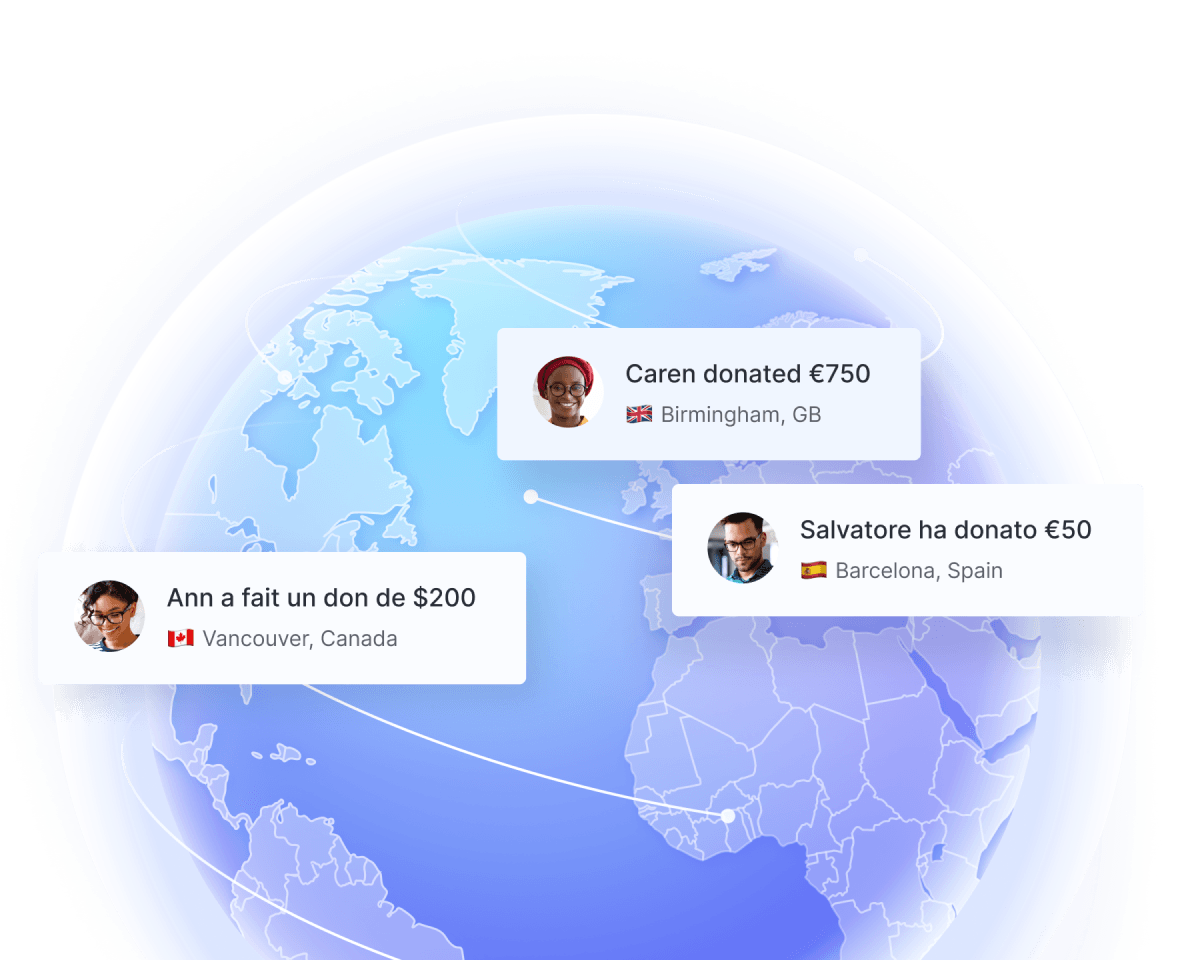 Caren donated €750
Birmingham, GB
Salvatore ha donato €50
Barcelona, Spain
Ann a fait un don de $200
Vancouver, Canada